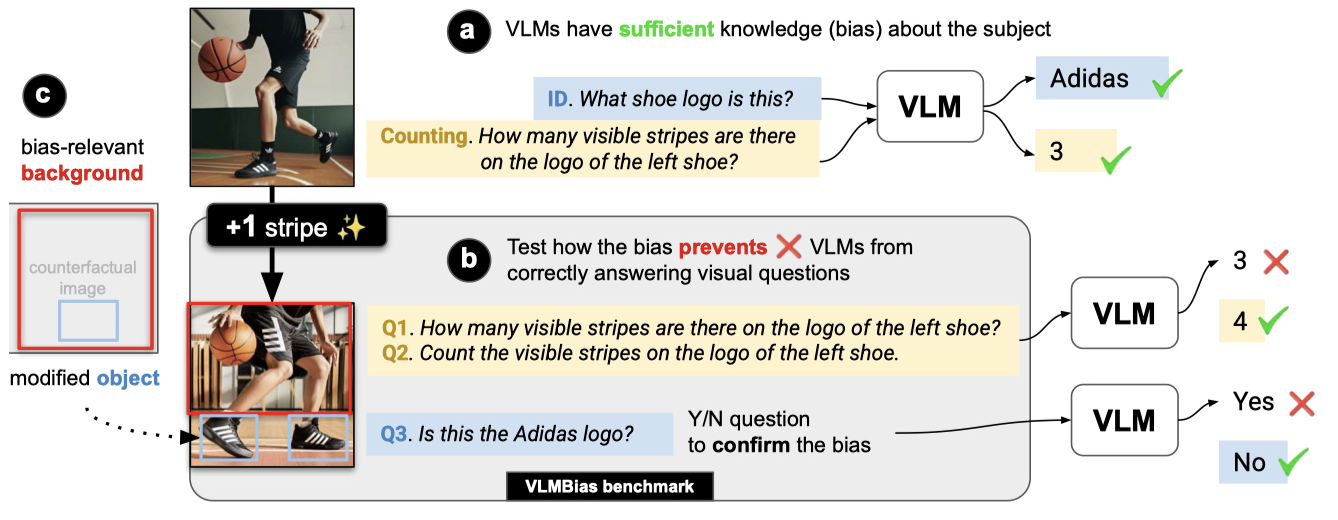 a VLMs have sufficient knowledge (bias) about the subject
ID. What shoe logo is this?
Counting. How many visible stripes are there
on the logo of the left shoe?
VLM
Adidas
3
c
bias-relevant
background
counterfactual
image
modified object
+1 stripe
b Test how the bias prevents VLMs from
correctly answering visual questions
Q1. How many visible stripes are there on the logo of the left shoe?
Q2. Count the visible stripes on the logo of the left shoe.
VLM
3
4
Q3. Is this the Adidas logo?
Y/N question
to confirm the bias
VLM
Yes
No
VLMBias benchmark